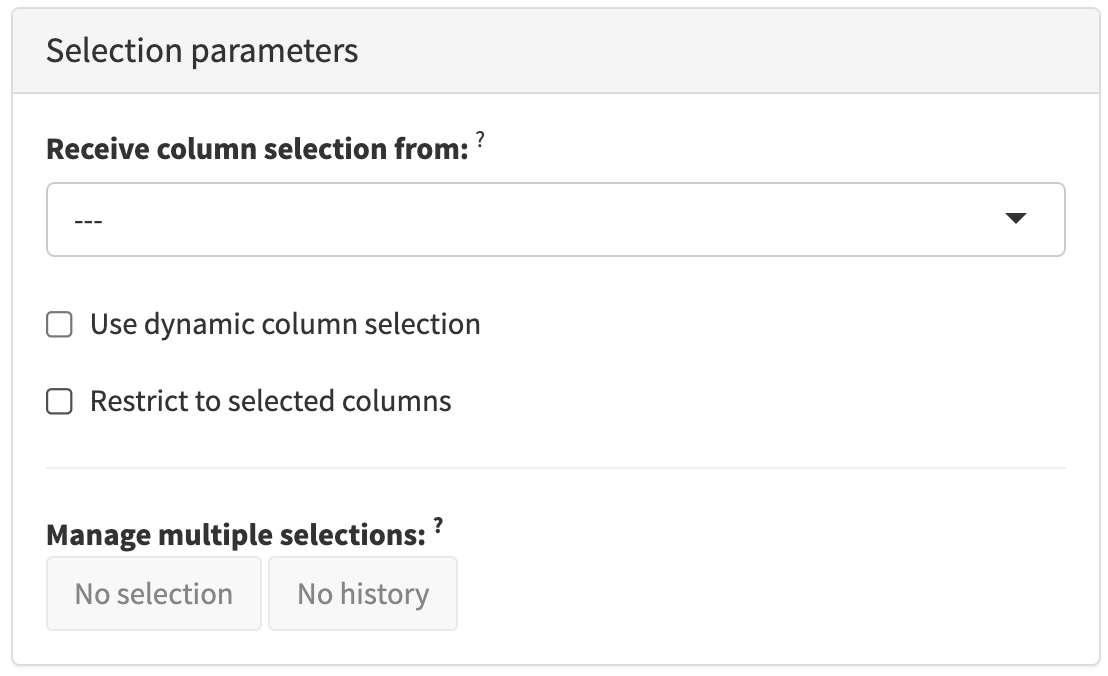 Selection parameters
Receive column selection from: ?
---
Use dynamic column selection
Restrict to selected columns
Manage multiple selections: ?
No selection No history